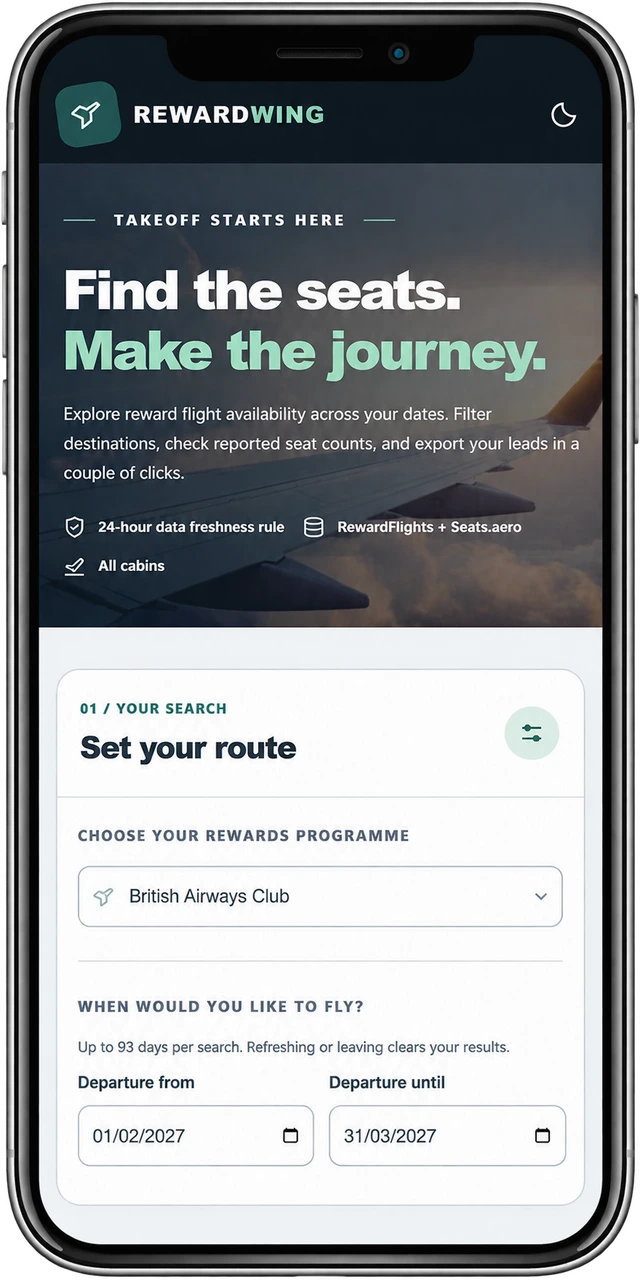 REWARDWING
TAKEOFF STARTS HERE
Find the seats.
Make the journey.
Explore reward flight availability across your dates. Filter
destinations, check reported seat counts, and export your leads in a
couple of clicks.
24-hour data freshness rule RewardFlights + Seats.aero
All cabins
01 / YOUR SEARCH
Set your route
CHOOSE YOUR REWARDS PROGRAMME
British Airways Club
WHEN WOULD YOU LIKE TO FLY?
Up to 93 days per search. Refreshing or leaving clears your results.
Departure from Departure until
01/02/2027 31/03/2027